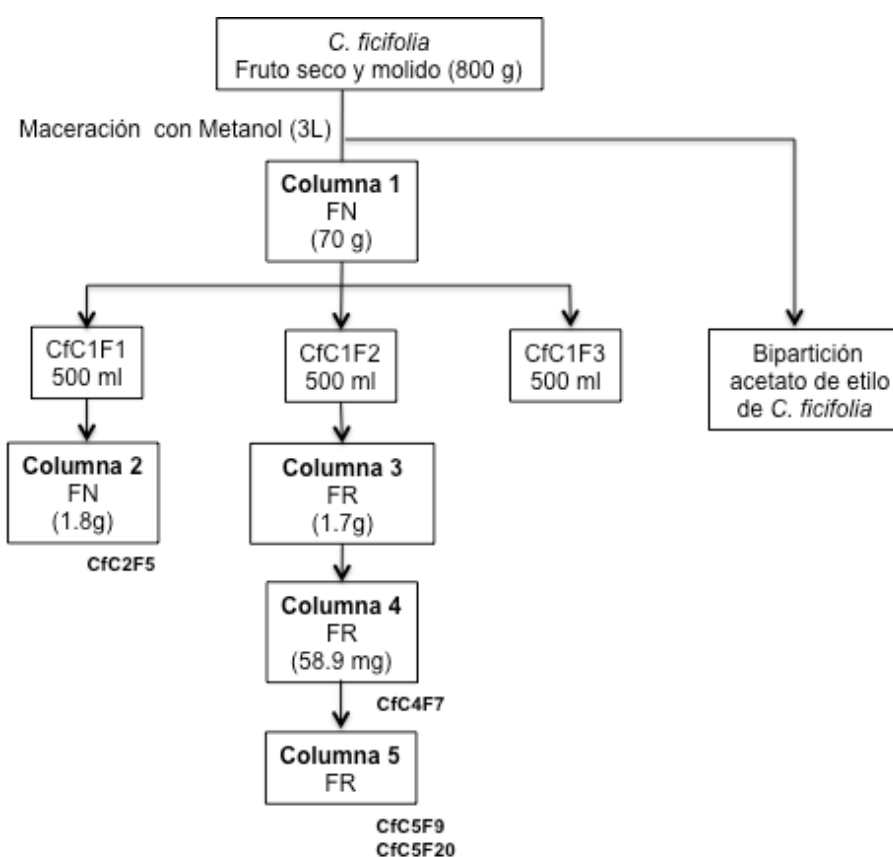 C. ficifolia
Fruto seco y molido (800 g)
Maceración con Metanol (3L)
Columna 1
FN
(70 g)
CfC1F1
500 ml
CfC1F2
500 ml
CfC1F3
500 ml
Bipartición
acetato de etilo
de C. ficifolia
Columna 2
FN
(1.8g)
CfC2F5
Columna 3
FR
(1.7g)
Columna 4
FR
(58.9 mg)
CfC4F7
Columna 5
FR
CfC5F9
CfC5F20